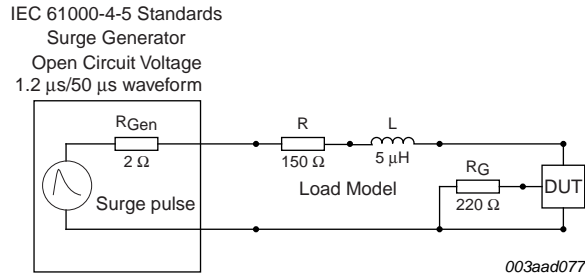 IEC 61000-4-5 Standards
Surge Generator
Open Circuit Voltage
1.2 μs/50 μs waveform
RGen
2 Ω
Surge pulse
R
150 Ω
L
5 μH
Load Model
RG
220 Ω
DUT
003aad077